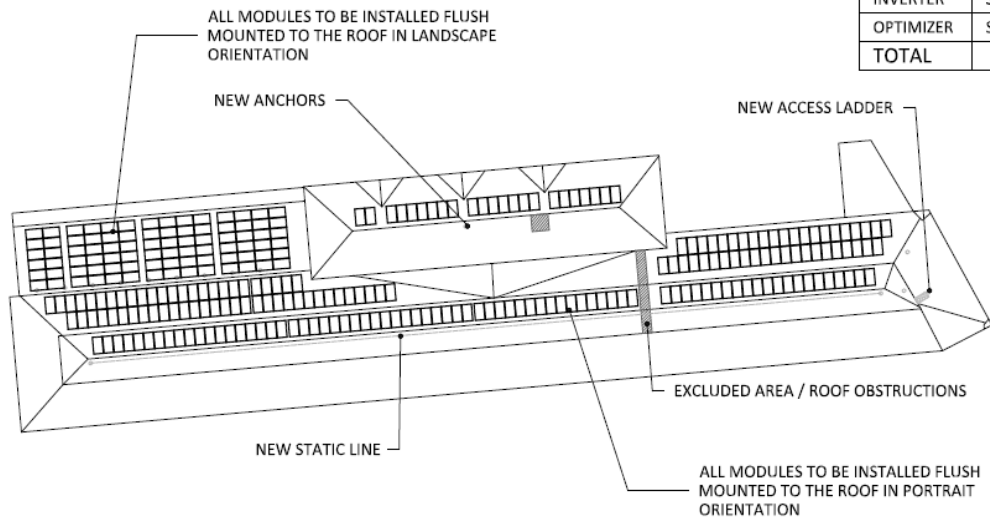 ALL MODULES TO BE INSTALLED FLUSH
MOUNTED TO THE ROOF IN LANDSCAPE
ORIENTATION
INVERTER S
OPTIMIZER S
TOTAL
NEW ANCHORS
NEW ACCESS LADDER
EXCLUDED AREA / ROOF OBSTRUCTIONS
NEW STATIC LINE
ALL MODULES TO BE INSTALLED FLUSH
MOUNTED TO THE ROOF IN PORTRAIT
ORIENTATION